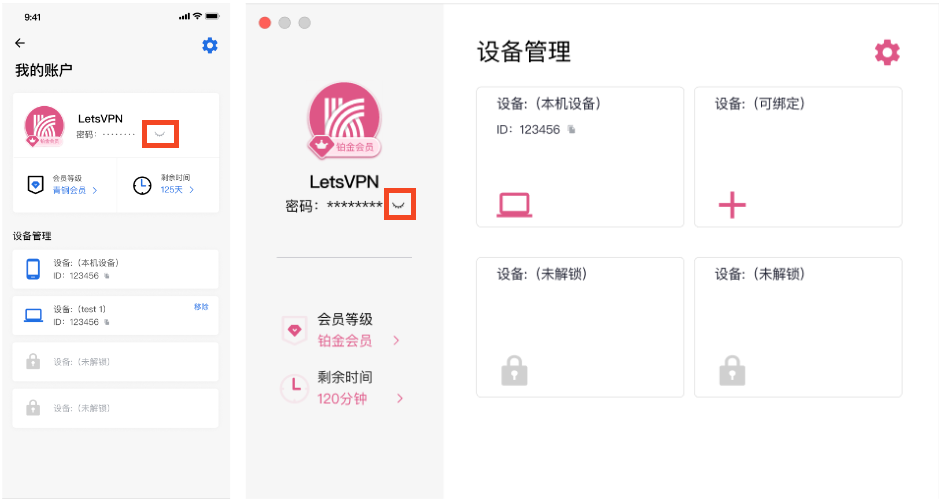 9:41
我的账户
铂金会员
LetsVPN
密码：········
会员等级
青铜会员
剩余时间
125天
设备管理
设备:（本机设备）
ID：123456
设备:（test 1）
ID：123456
移除
设备:（未解锁）
设备:（未解锁）
铂金会员
LetsVPN
密码：********
会员等级
铂金会员
剩余时间
120分钟
设备管理
设备:（本机设备）
ID：123456
设备:（可绑定）
设备:（未解锁）
设备:（未解锁）